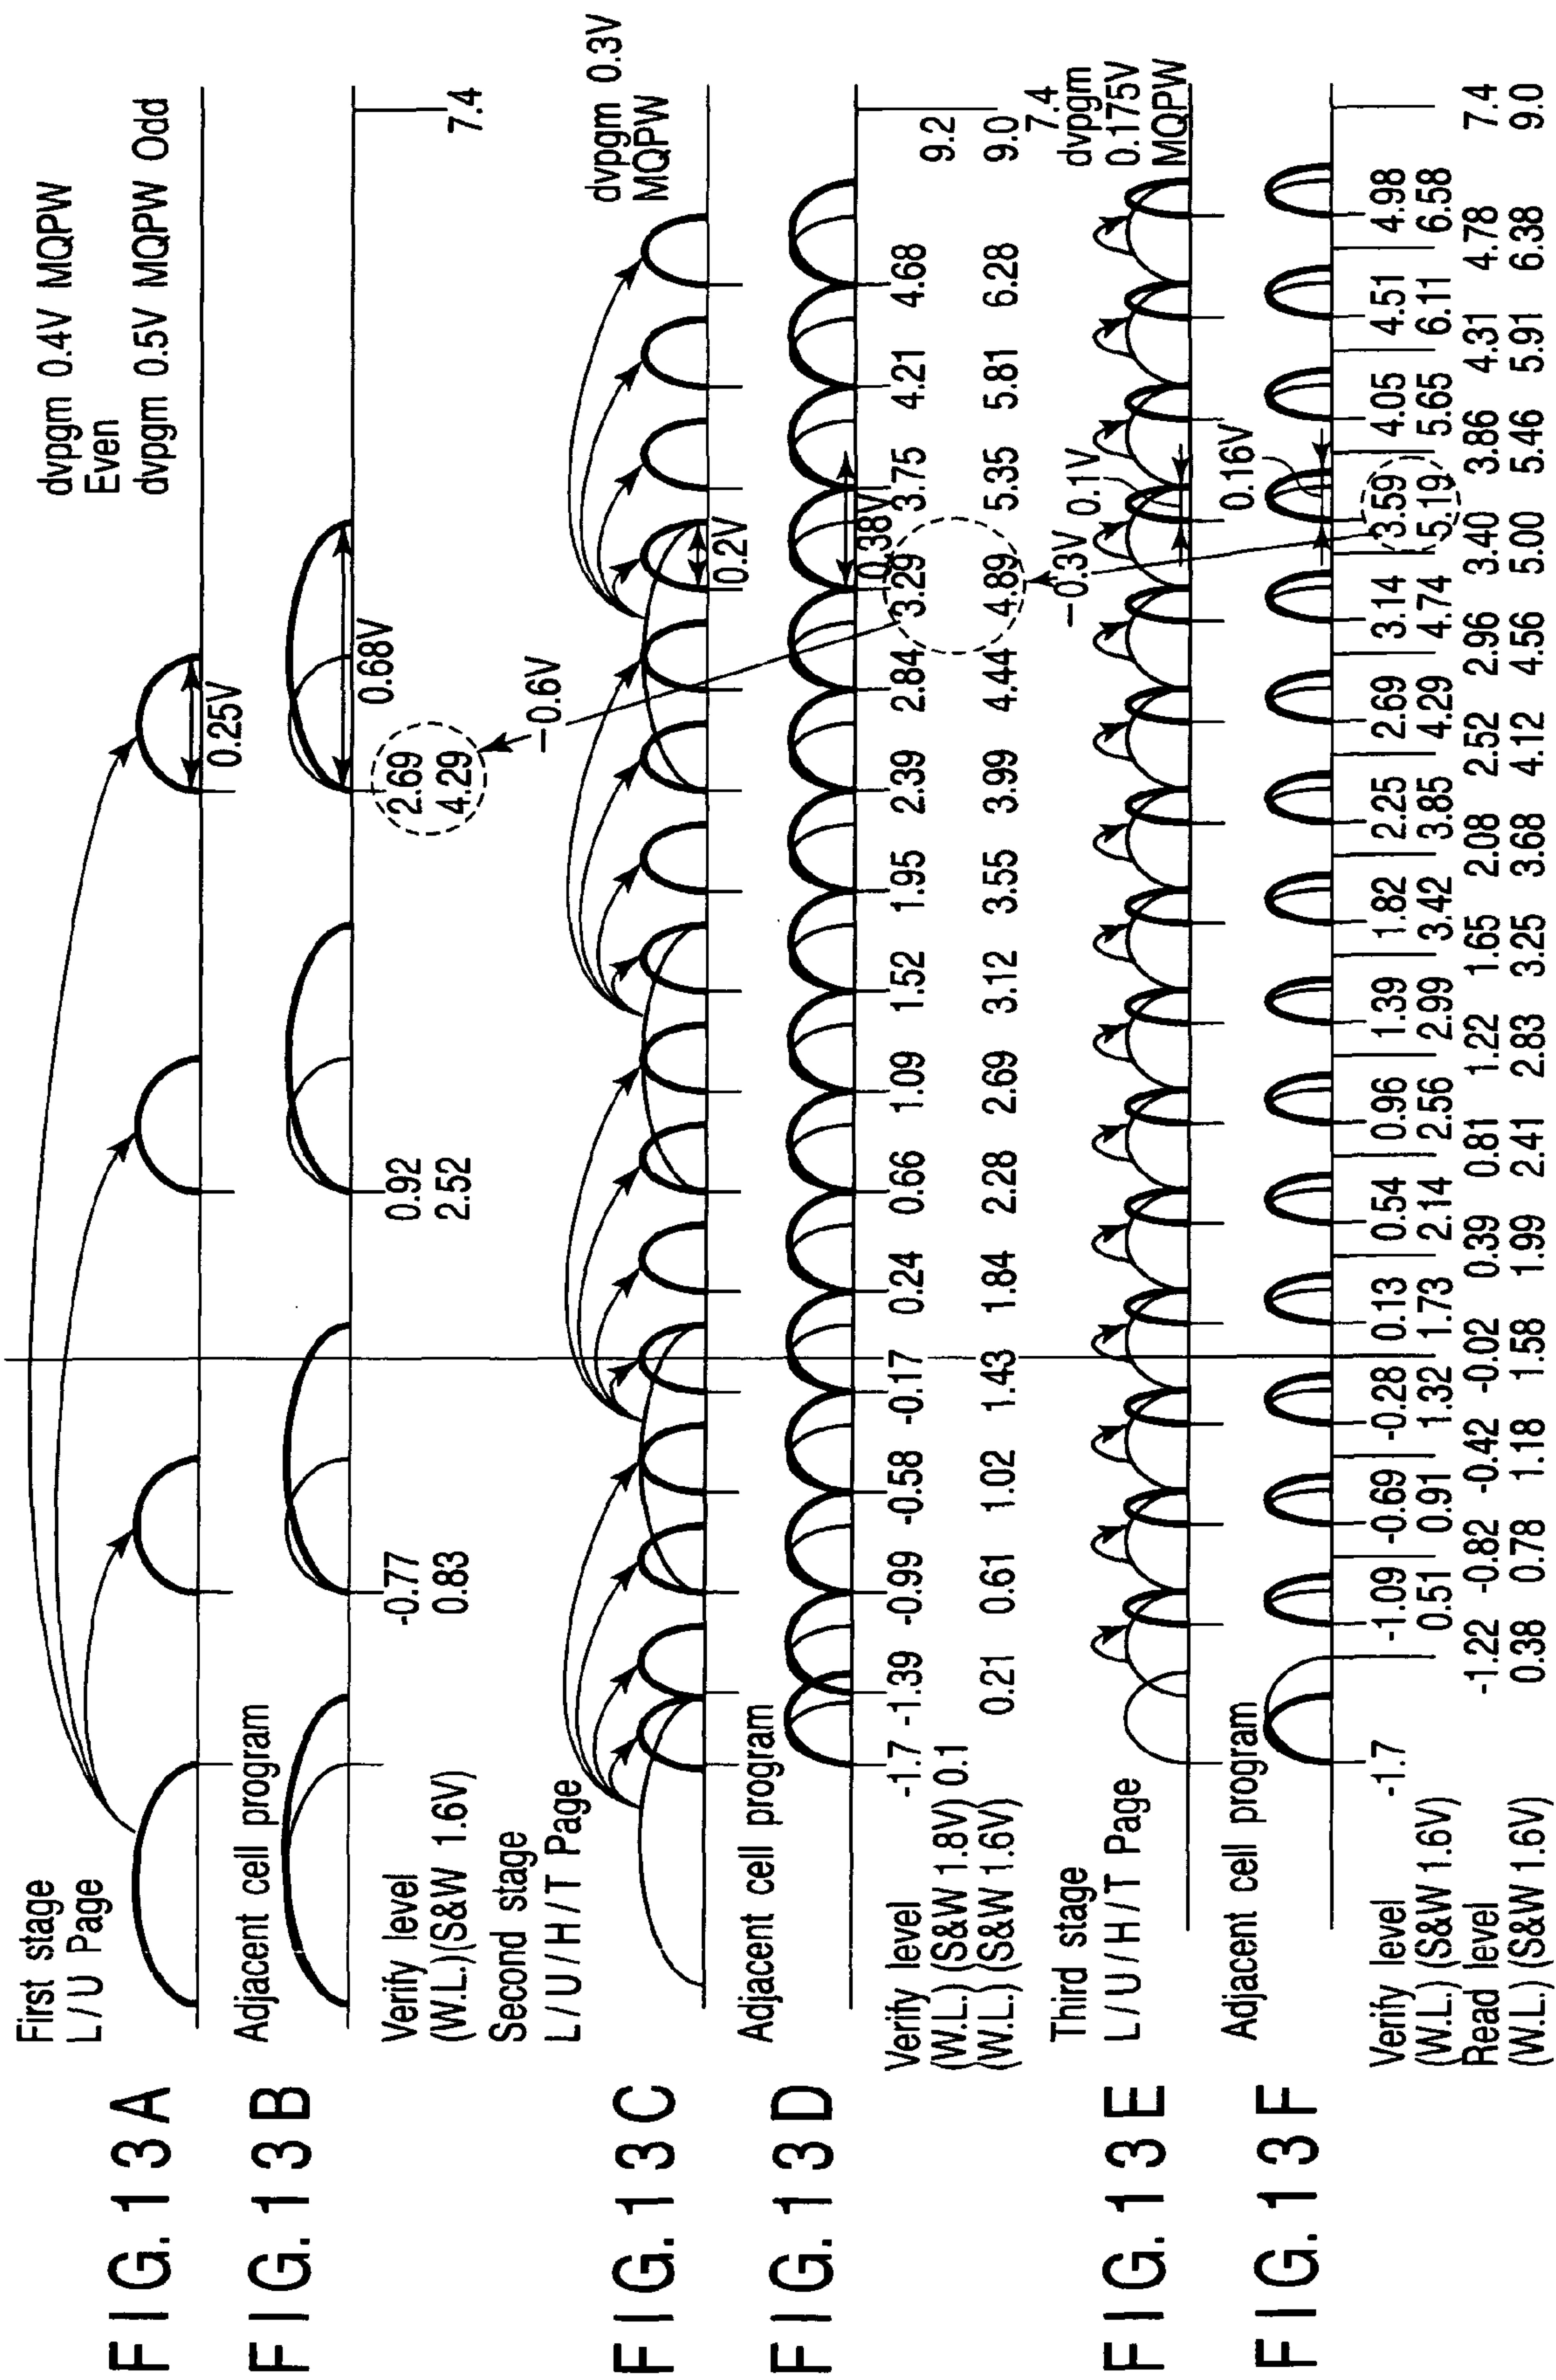 FIG. 13A
First stage
L/U Page
dvpgm 0.4V MQPW
Even
dvpgm 0.5V MQPW Odd
0.25V
FIG. 13B
Adjacent cell program
0.68V
Verify level
(W.L.)(S&W 1.6V)
-0.77 0.92 2.69 7.4
0.83 2.52 4.29
-0.6V
FIG. 13C
Second stage
L/U/H/T Page
dvpgm 0.3V
MQPW
0.2V
FIG. 13D
Adjacent cell program
0.38V
Verify level
-1.7 -1.39 -0.99 -0.58 -0.17 0.24 0.66 1.09 1.52 1.95 2.39 2.84 3.29 3.75 4.21 4.68
(W.L.)(S&W 1.8V) 0.1 9.2
(W.L.)(S&W 1.6V) 0.21 0.61 1.02 1.43 1.84 2.28 2.69 3.12 3.55 3.99 4.44 4.89 5.35 5.81 6.28 9.0
7.4
-0.3V
FIG. 13E
Third stage
L/U/H/T Page
dvpgm
0.175V
MQPW
0.1V
FIG. 13F
Adjacent cell program
0.16V
Verify level
-1.7 -1.09 -0.69 -0.28 0.13 0.54 0.96 1.39 1.82 2.25 2.69 3.14 3.59 4.05 4.51 4.98
(W.L.)(S&W 1.6V) 0.51 0.91 1.32 1.73 2.14 2.56 2.99 3.42 3.85 4.29 4.74 5.19 5.65 6.11 6.58
Read level
-1.22 -0.82 -0.42 -0.02 0.39 0.81 1.22 1.65 2.08 2.52 2.96 3.40 3.86 4.31 4.78 7.4
(W.L.)(S&W 1.6V) 0.38 0.78 1.18 1.58 1.99 2.41 2.83 3.25 3.68 4.12 4.56 5.00 5.46 5.91 6.38 9.0